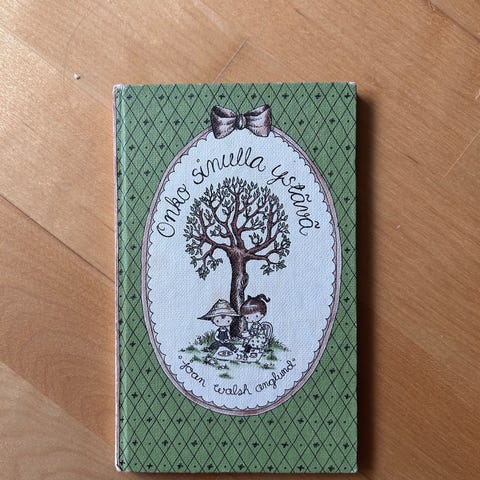 Onko sinulla ystävä
joan walsh anglund